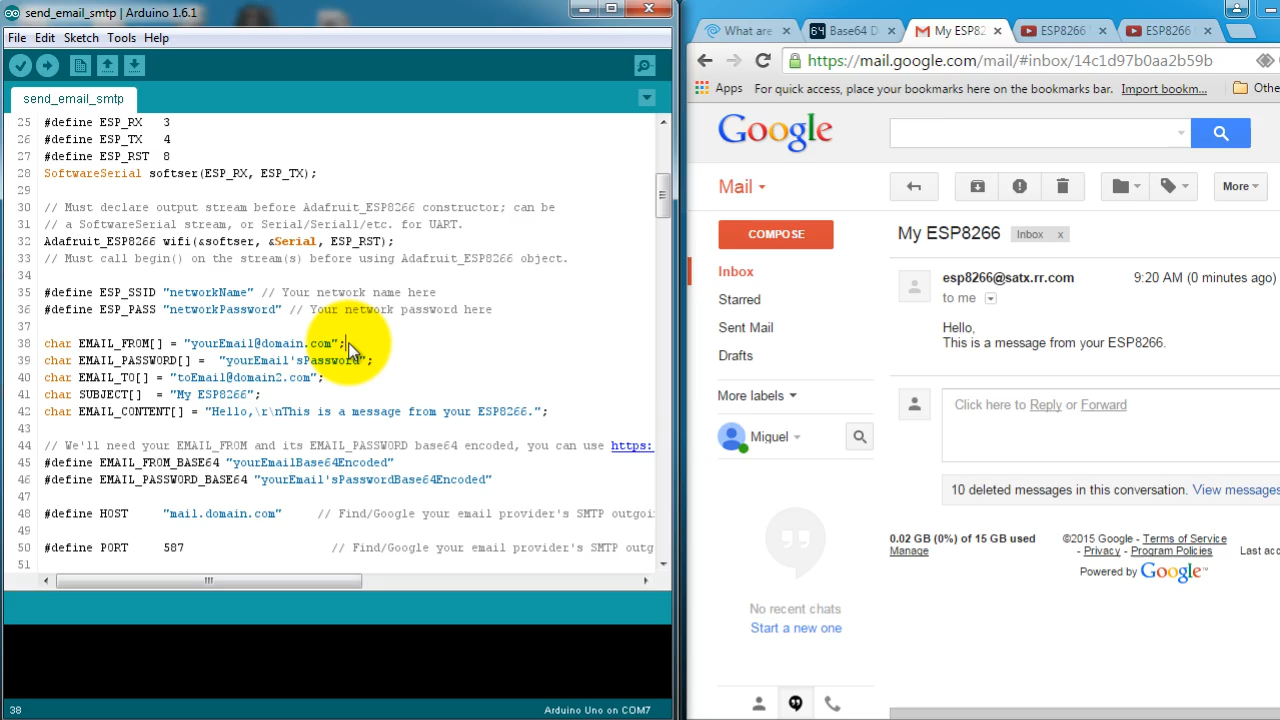 send_email_smtp | Arduino 1.6.1
File Edit Sketch Tools Help
send_email_smtp
25 #define ESP_RX 3
26 #define ESP_TX 4
27 #define ESP_RST 8
28 SoftwareSerial softser(ESP_RX, ESP_TX);
29
30 // Must declare output stream before Adafruit_ESP8266 constructor; can be
31 // a SoftwareSerial stream, or Serial/Serial1/etc. for UART.
32 Adafruit_ESP8266 wifi(&softser, &Serial, ESP_RST);
33 // Must call begin() on the stream(s) before using Adafruit_ESP8266 object.
34
35 #define ESP_SSID "networkName" // Your network name here
36 #define ESP_PASS "networkPassword" // Your network password here
37
38 char EMAIL_FROM[] = "yourEmail@domain.com";
39 char EMAIL_PASSWORD[] = "yourEmail'sPassword";
40 char EMAIL_TO[] = "toEmail@domain2.com";
41 char SUBJECT[] = "My ESP8266";
42 char EMAIL_CONTENT[] = "Hello,\r\nThis is a message from your ESP8266.";
43
44 // We'll need your EMAIL_FROM and its EMAIL_PASSWORD base64 encoded, you can use https:
45 #define EMAIL_FROM_BASE64 "yourEmailBase64Encoded"
46 #define EMAIL_PASSWORD_BASE64 "yourEmail'sPasswordBase64Encoded"
47
48 #define HOST "mail.domain.com" // Find/Google your email provider's SMTP outgoi
49
50 #define PORT 587 // Find/Google your email provider's SMTP outg
51
38
Arduino Uno on COM7
What are
64 Base64 D
My ESP8
ESP8266
ESP8266
https://mail.google.com/mail/#inbox/14c1d97b0aa2b59b
Apps For quick access, place your bookmarks here on the bookmarks bar. Import bookm... Othe
Google
Mail
More
COMPOSE
My ESP8266 Inbox x
Inbox
Starred
Sent Mail
Drafts
More labels
Miguel
esp8266@satx.rr.com 9:20 AM (0 minutes ago)
to me
Hello,
This is a message from your ESP8266.
Click here to Reply or Forward
10 deleted messages in this conversation. View messages
0.02 GB (0%) of 15 GB used
Manage
©2015 Google - Terms of Service
- Privacy - Program Policies
Powered by Google™
Last acc
No recent chats
Start a new one